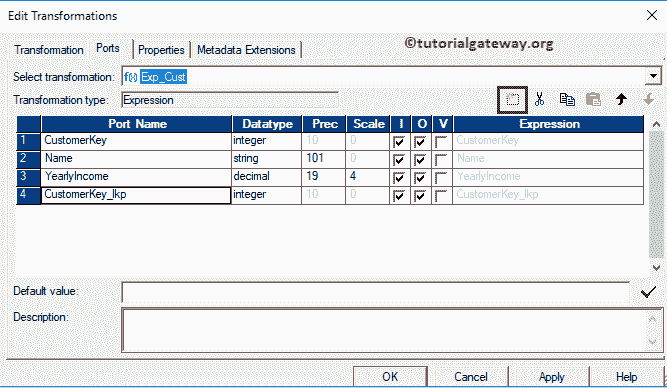 Edit Transformations
Transformation Ports Properties Metadata Extensions
©tutorialgateway.org
Select transformation: f(x) Exp_Cust
Transformation type: Expression
Port Name Datatype Prec Scale I O V Expression
1 CustomerKey integer 10 0 CustomerKey
2 Name string 101 0 Name
3 YearlyIncome decimal 19 4 YearlyIncome
4 CustomerKey_lkp integer 10 0 CustomerKey_lkp
Default value:
Description:
OK Cancel Apply Help